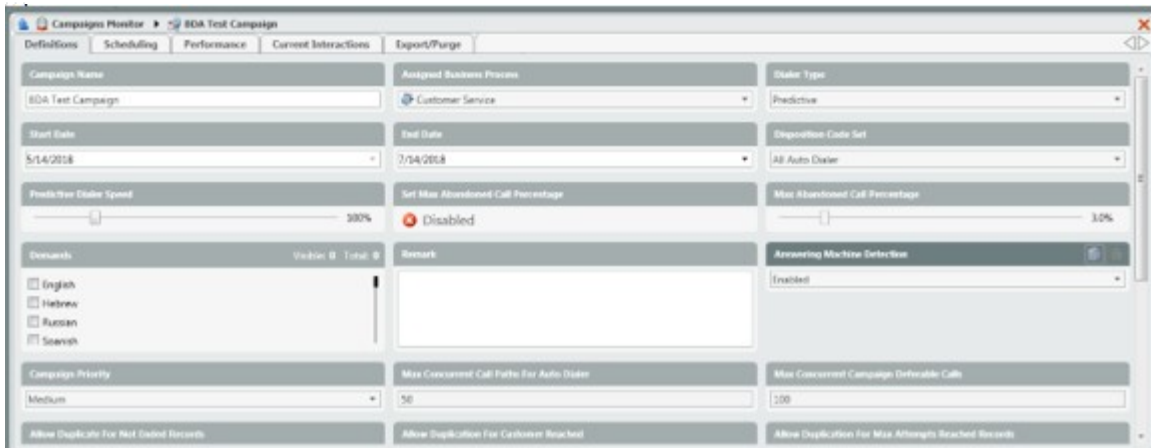 Campaigns Monitor BDA Test Campaign
Definitions Scheduling Performance Current Interactions Export/Purge
Campaign Name Assigned Business Process Dialer Type
BDA Test Campaign Customer Service Predictive
Start Date End Date Disposition Code Set
5/14/2018 7/14/2018 All Auto Dialer
Predictive Dialer Speed Set Max Abandoned Call Percentage Max Abandoned Call Percentage
100% Disabled 3.0%
Demands Visible: 0 Total: 0 Remark Answering Machine Detection
English Enabled
Hebrew
Russian
Spanish
Campaign Priority Max Concurrent Call Paths For Auto Dialer Max Concurrent Campaign Deferable Calls
Medium 50 100
Allow Duplicate For Not Ended Records Allow Duplication For Customer Reached Allow Duplication For Max Attempts Reached Records